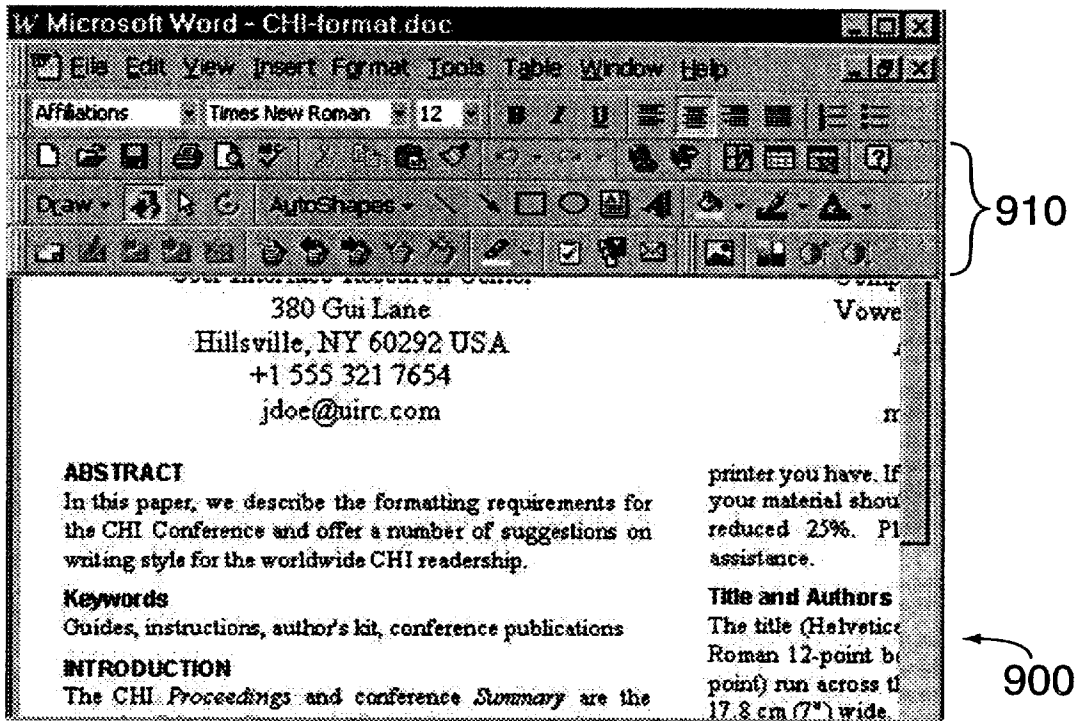 W Microsoft Word - CHI-format.doc
File Edit View Insert Format Tools Table Window Help
Affiliations Times New Roman 12 B I U
910
Draw AutoShapes A
380 Gui Lane
Hillsville, NY 60292 USA
+1 555 321 7654
jdoe@uirc.com
Vowe
ABSTRACT
In this paper, we describe the formatting requirements for
the CHI Conference and offer a number of suggestions on
writing style for the worldwide CHI readership.
Keywords
Guides, instructions, author's kit, conference publications
INTRODUCTION
The CHI Proceedings and conference Summary are the
m
printer you have. If
your material shou
reduced 25%. Pl
assistance.
Title and Authors
The title (Helvetica
Roman 12-point b
point) run across t
17.8 cm (7") wide.
900